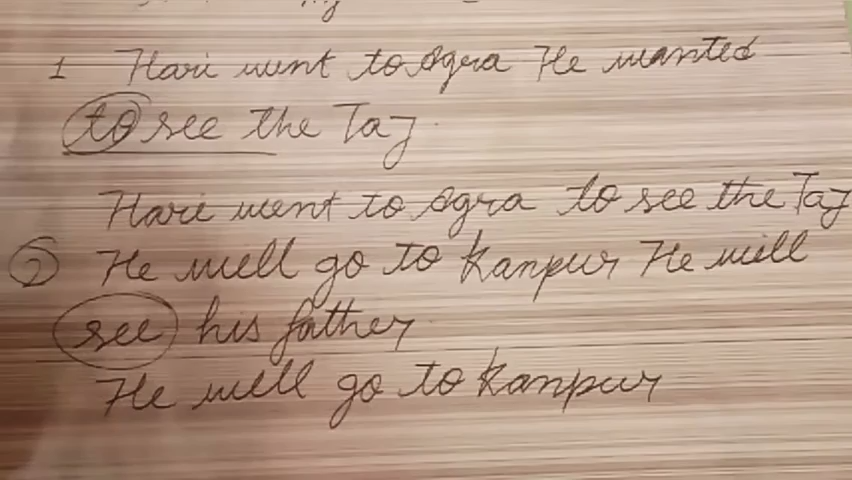 1 Hari went to Agra He wanted
to see the Taj
Hari went to Agra to see the Taj
2 He will go to Kanpur He will
see his father
He will go to Kanpur